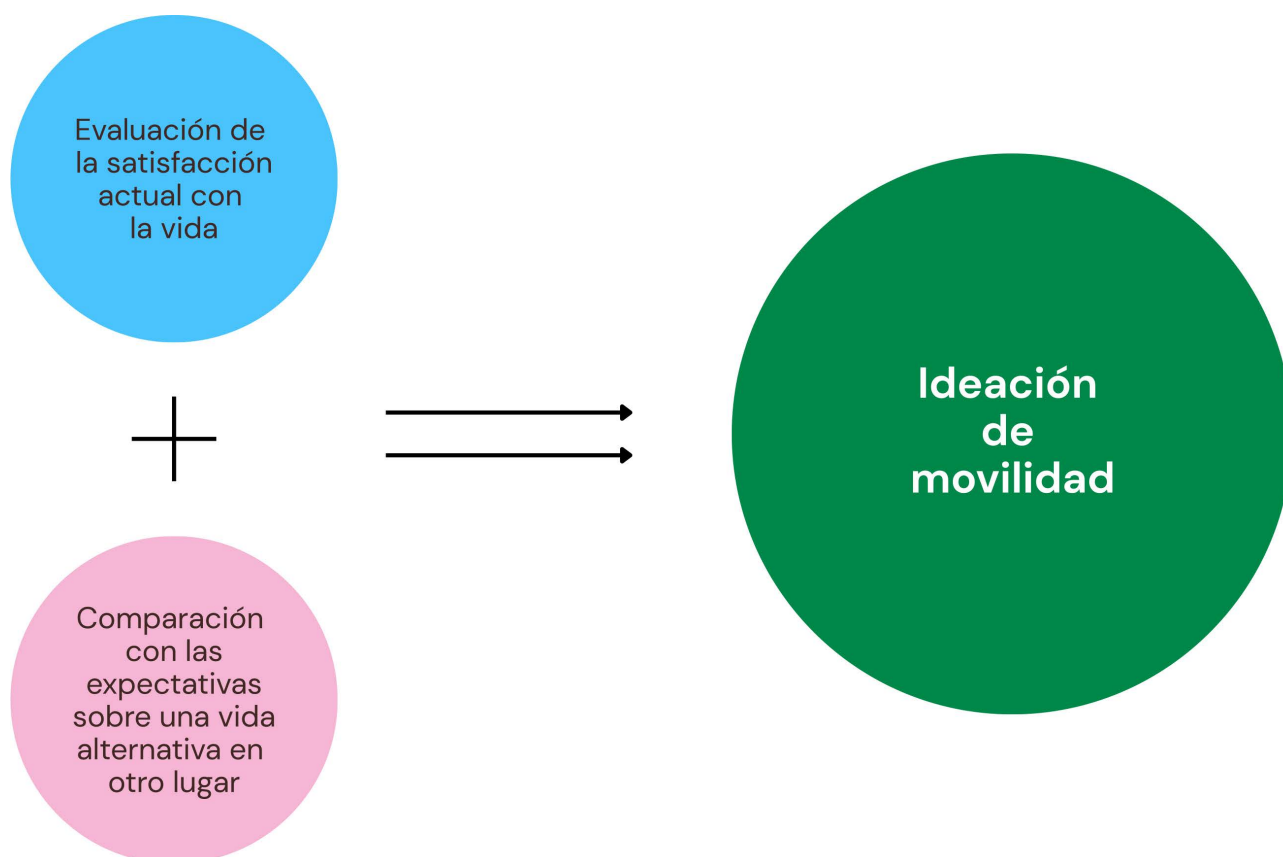 Evaluación de
la satisfacción
actual con
la vida
Comparación
con las
expectativas
sobre una vida
alternativa en
otro lugar
Ideación
de
movilidad